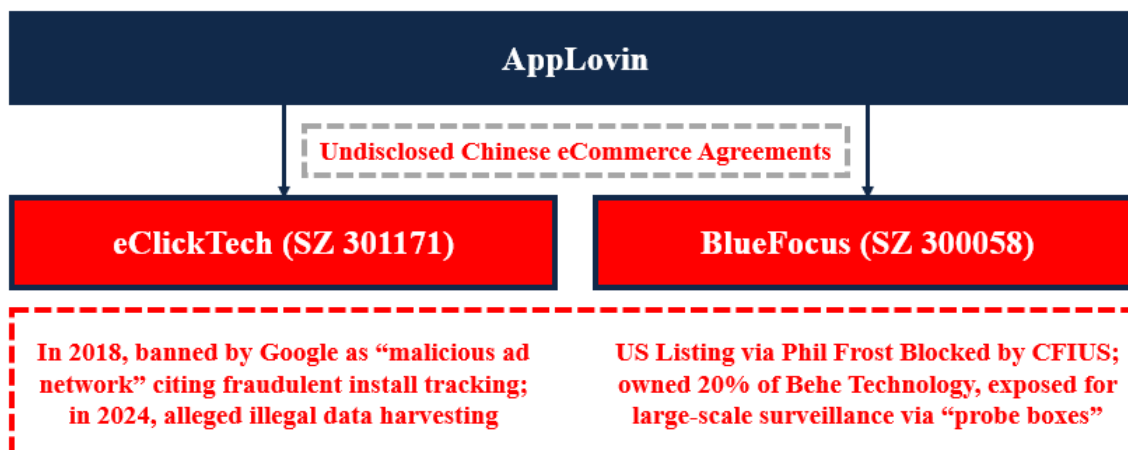 AppLovin
Undisclosed Chinese eCommerce Agreements
eClickTech (SZ 301171)
BlueFocus (SZ 300058)
In 2018, banned by Google as “malicious ad
network” citing fraudulent install tracking;
in 2024, alleged illegal data harvesting
US Listing via Phil Frost Blocked by CFIUS;
owned 20% of Behe Technology, exposed for
large-scale surveillance via “probe boxes”